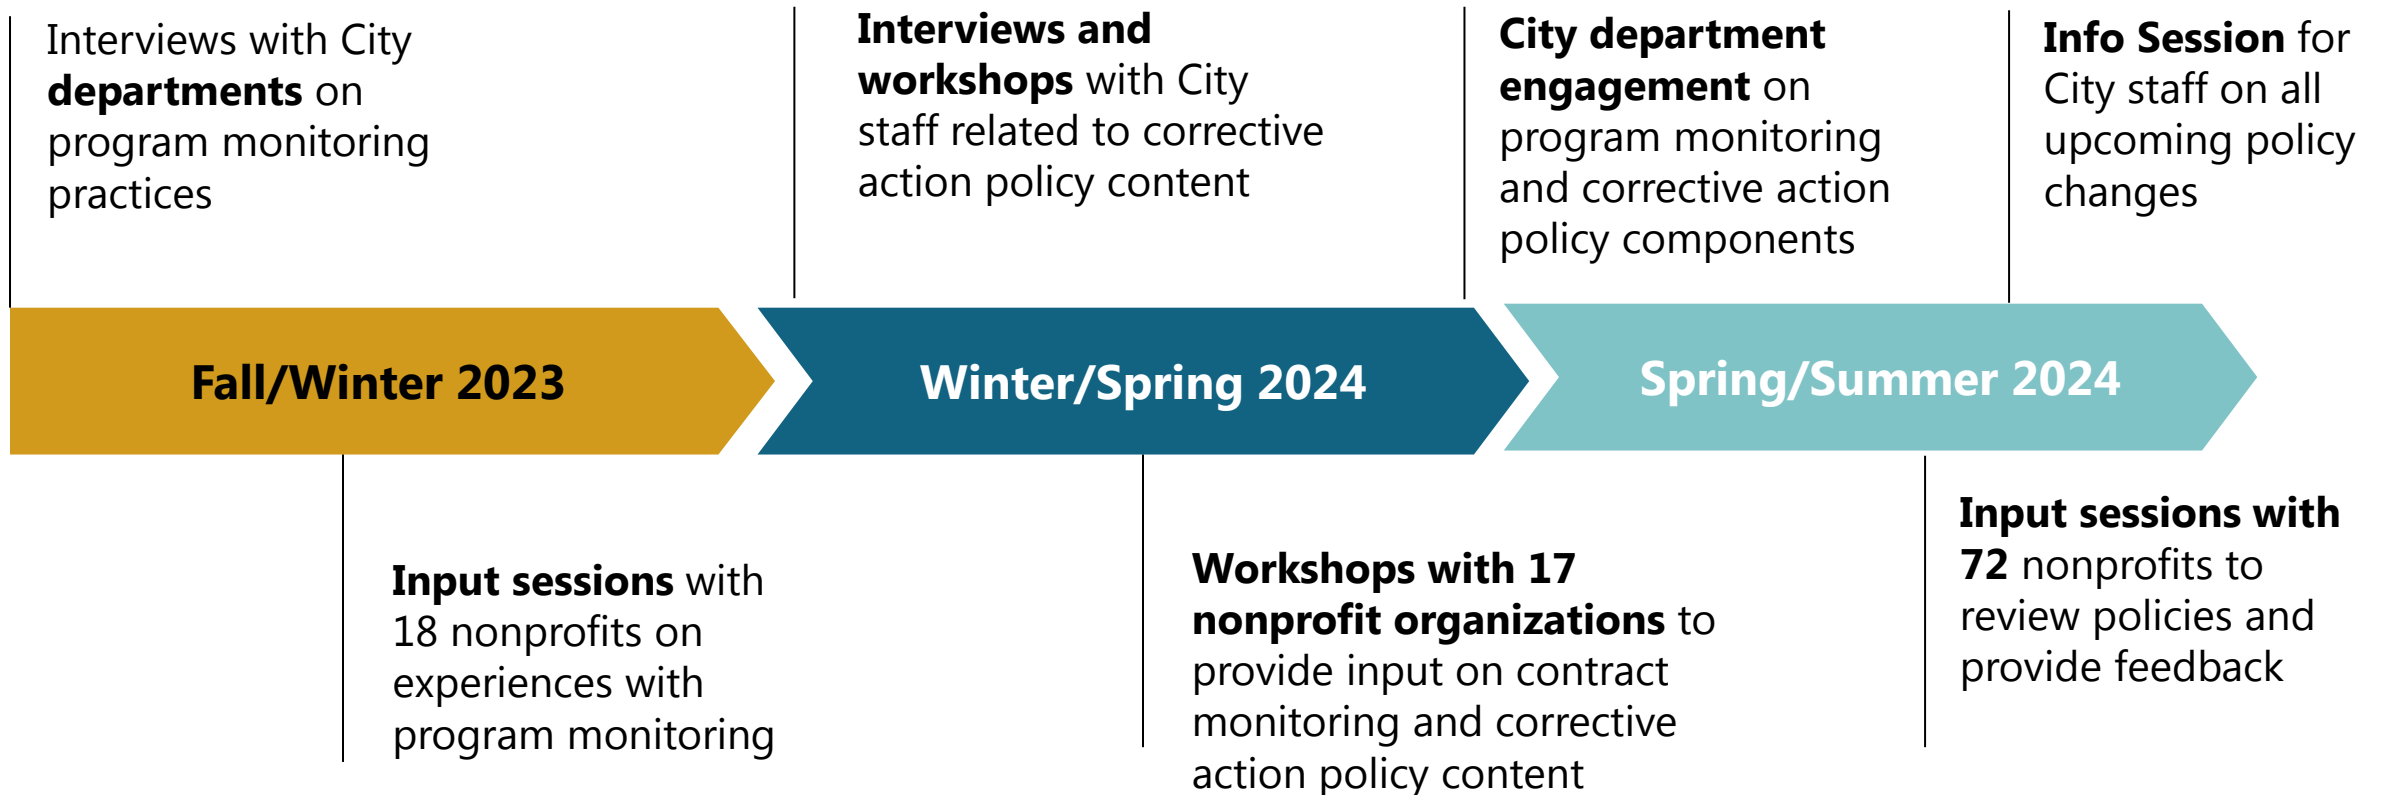 Interviews with City
departments on
program monitoring
practices
Interviews and
workshops with City
staff related to corrective
action policy content
City department
engagement on
program monitoring
and corrective action
policy components
Info Session for
City staff on all
upcoming policy
changes
Fall/Winter 2023
Winter/Spring 2024
Spring/Summer 2024
Input sessions with
18 nonprofits on
experiences with
program monitoring
Workshops with 17
nonprofit organizations to
provide input on contract
monitoring and corrective
action policy content
Input sessions with
72 nonprofits to
review policies and
provide feedback